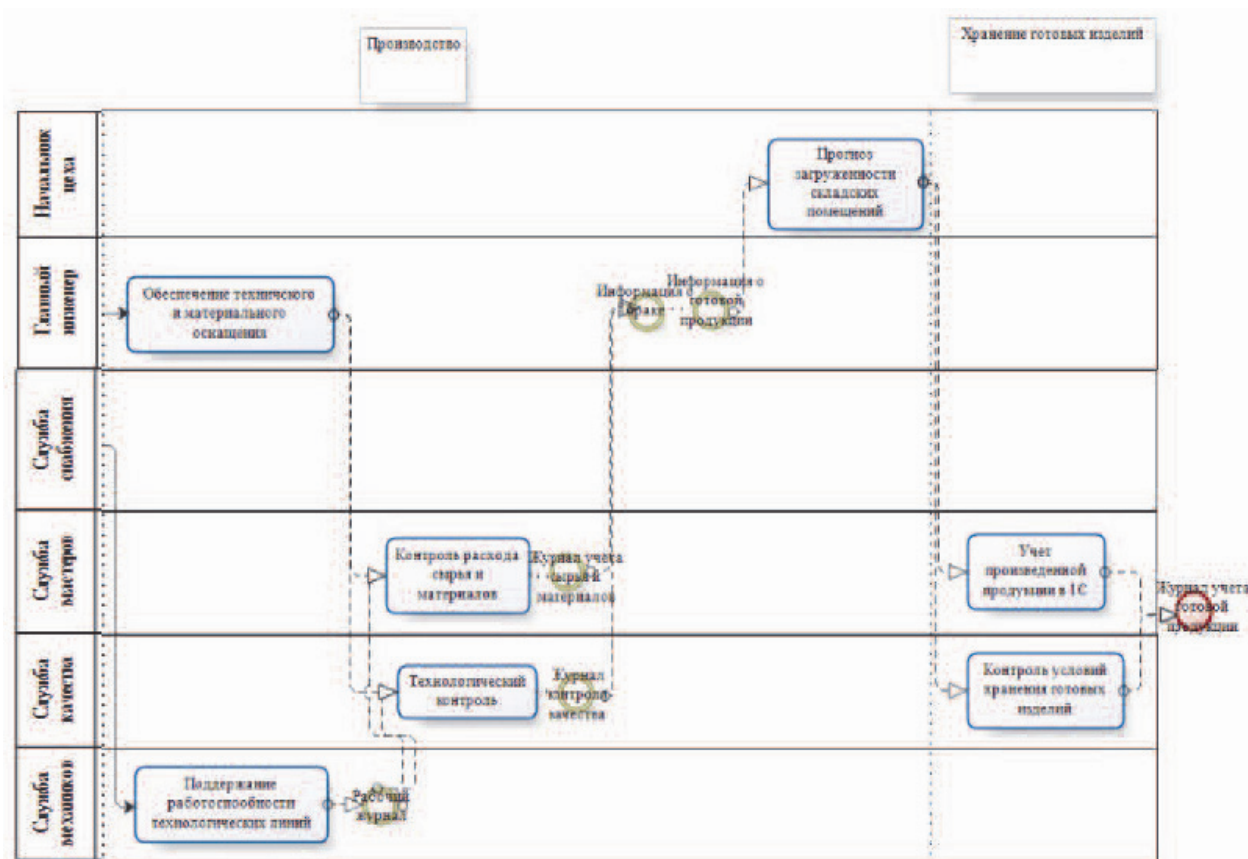 Производство
Хранение готовых изделий
Начальник
цеха
Прогноз
загруженности
складских
помещений
Главный
инженер
Обеспечение техничского
и материального
оснащения
Информация о
браке
Информация о
готовой
продукции
Служба
снабжения
Служба
мастеров
Контроль расхода
сырья и
материалов
Журнал учета
сырья и
материалов
Учет
произведенной
продукции в 1С
Журнал учета
готовой
продукции
Служба
качества
Технологический
контроль
Журнал
контроля
качества
Контроль условий
хранения готовых
изделий
Служба
механиков
Поддержание
работоспообности
технологических линий
Рабочий
журнал